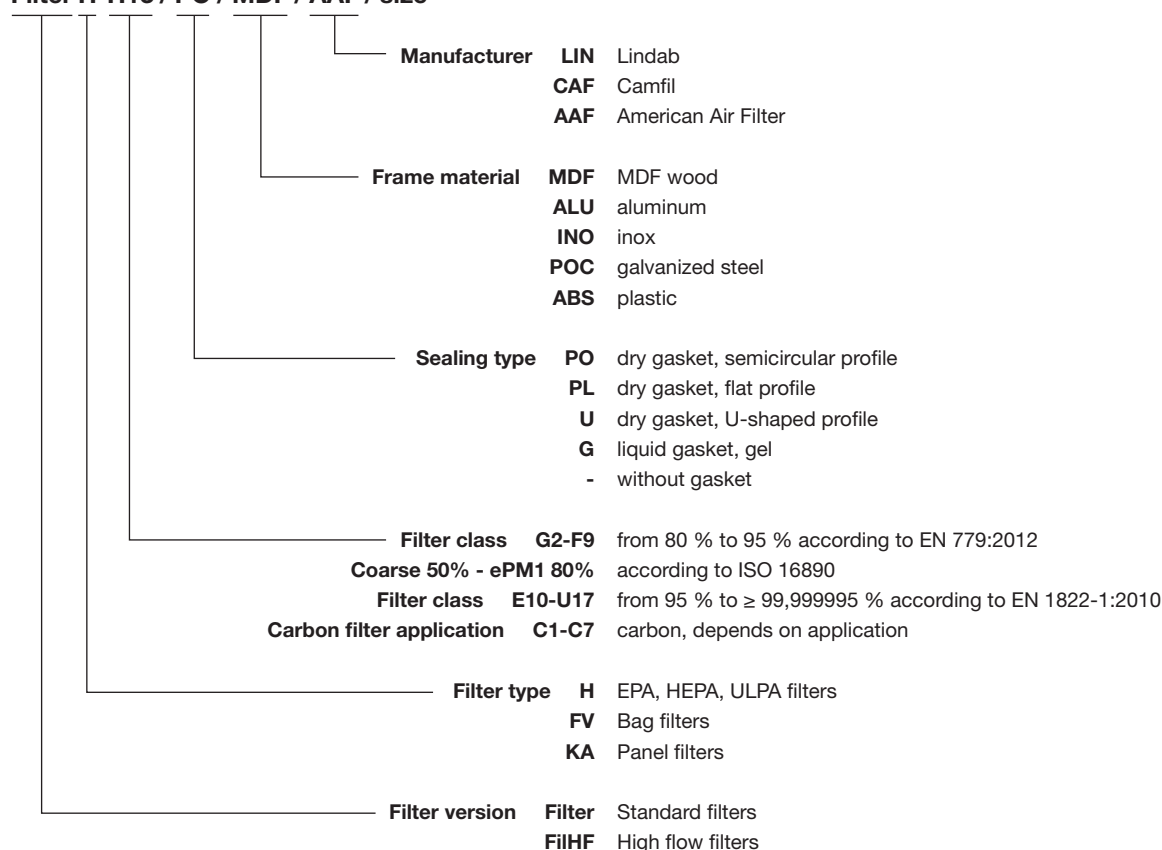 Manufacturer LIN Lindab
CAF Camfil
AAF American Air Filter
Frame material MDF MDF wood
ALU aluminum
INO inox
POC galvanized steel
ABS plastic
Sealing type PO dry gasket, semicircular profile
PL dry gasket, flat profile
U dry gasket, U-shaped profile
G liquid gasket, gel
- without gasket
Filter class G2-F9 from 80 % to 95 % according to EN 779:2012
Coarse 50% - ePM1 80% according to ISO 16890
Filter class E10-U17 from 95 % to ≥ 99,999995 % according to EN 1822-1:2010
Carbon filter application C1-C7 carbon, depends on application
Filter type H EPA, HEPA, ULPA filters
FV Bag filters
KA Panel filters
Filter version Filter Standard filters
FilHF High flow filters